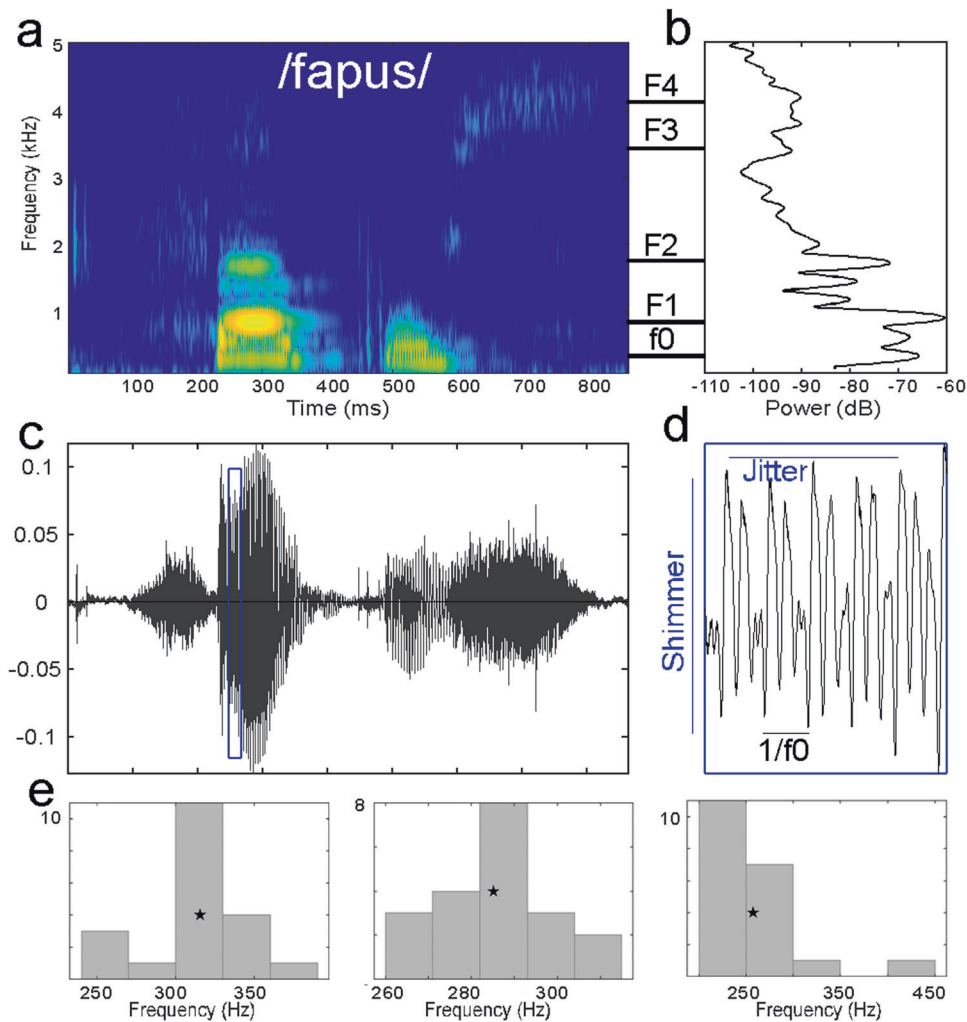 a
/fapus/
5
4
3
2
1
Frequency (kHz)
100 200 300 400 500 600 700 800
Time (ms)
F4
F3
F2
F1
f0
b
-110 -100 -90 -80 -70 -60
Power (dB)
c
0.1
0.05
0
-0.05
-0.1
d
Jitter
Shimmer
1/f0
e
10
250 300 350
Frequency (Hz)
8
260 280 300
Frequency (Hz)
10
250 350 450
Frequency (Hz)